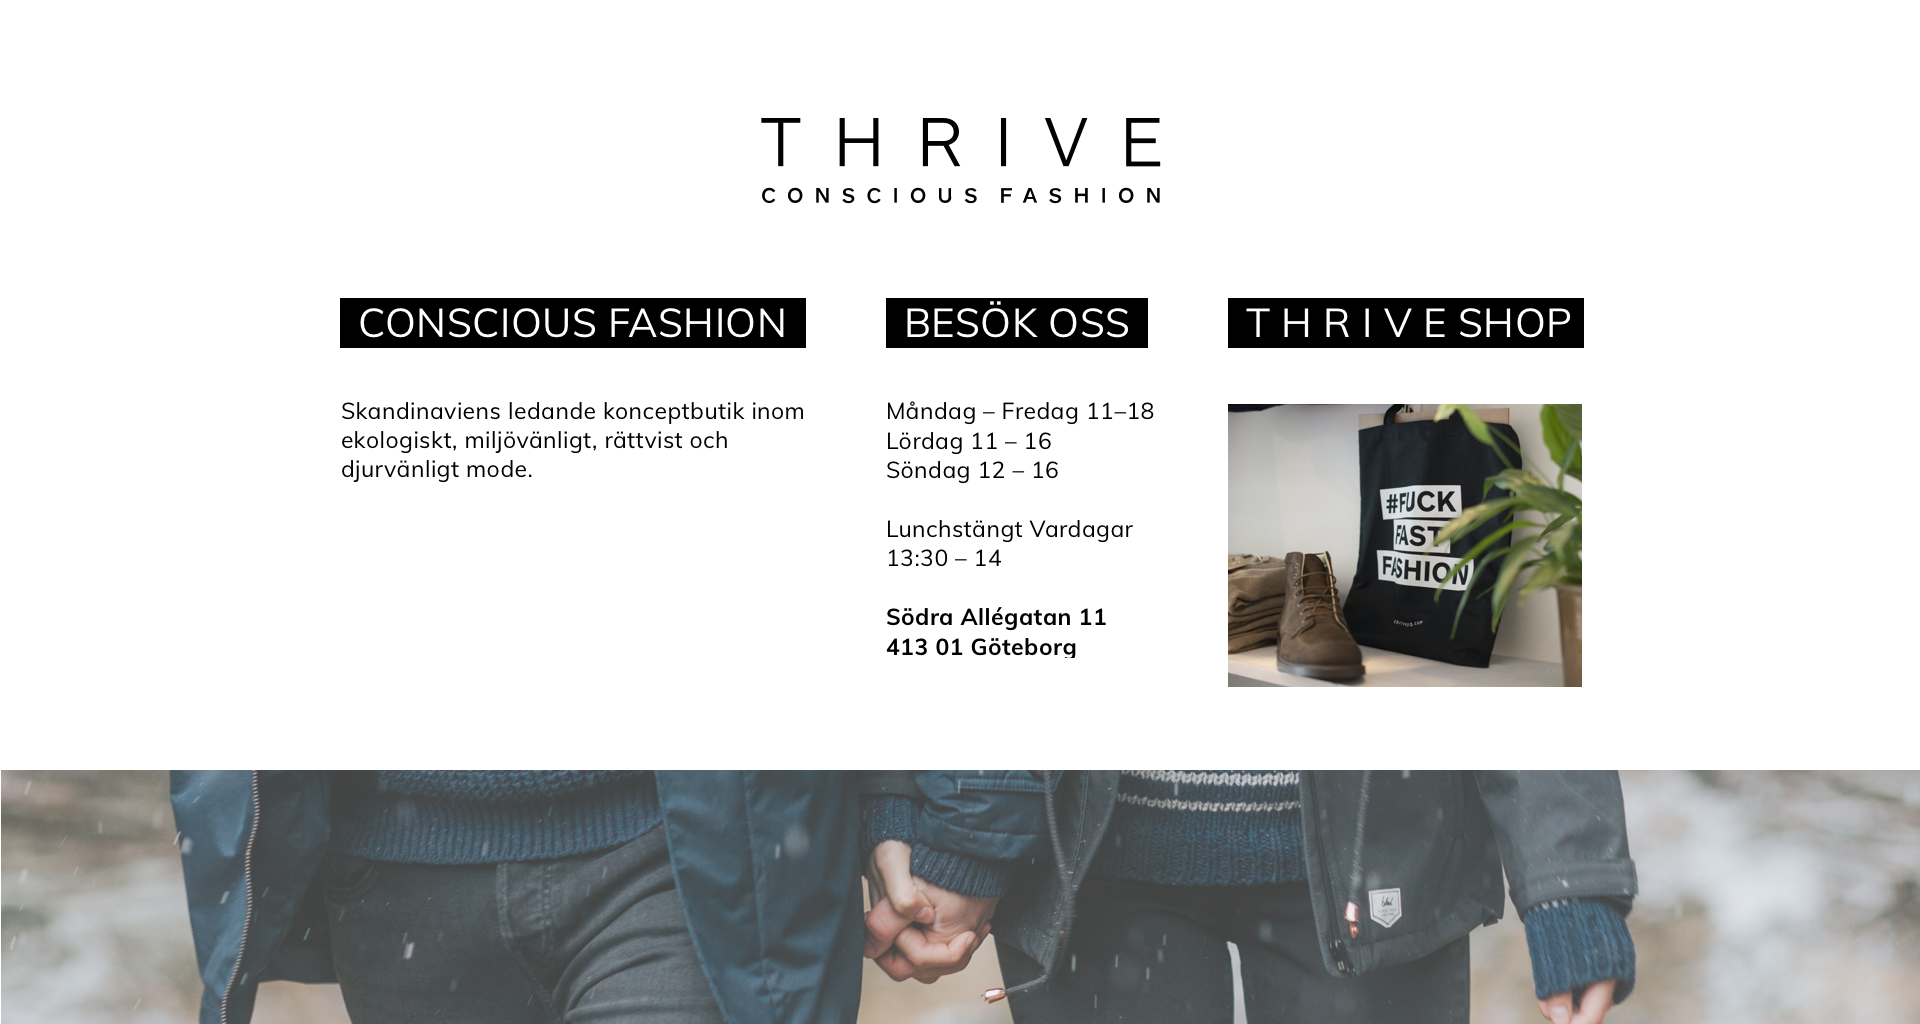 THRIVE
CONSCIOUS FASHION
CONSCIOUS FASHION
Skandinaviens ledande konceptbutik inom
ekologiskt, miljövänligt, rättvist och
djurvänligt mode.
BESÖK OSS
Måndag – Fredag 11–18
Lördag 11 – 16
Söndag 12 – 16
Lunchstängt Vardagar
13:30 – 14
Södra Allégatan 11
413 01 Göteborg
T H R I V E SHOP
#FUCK
FAST
FASHION